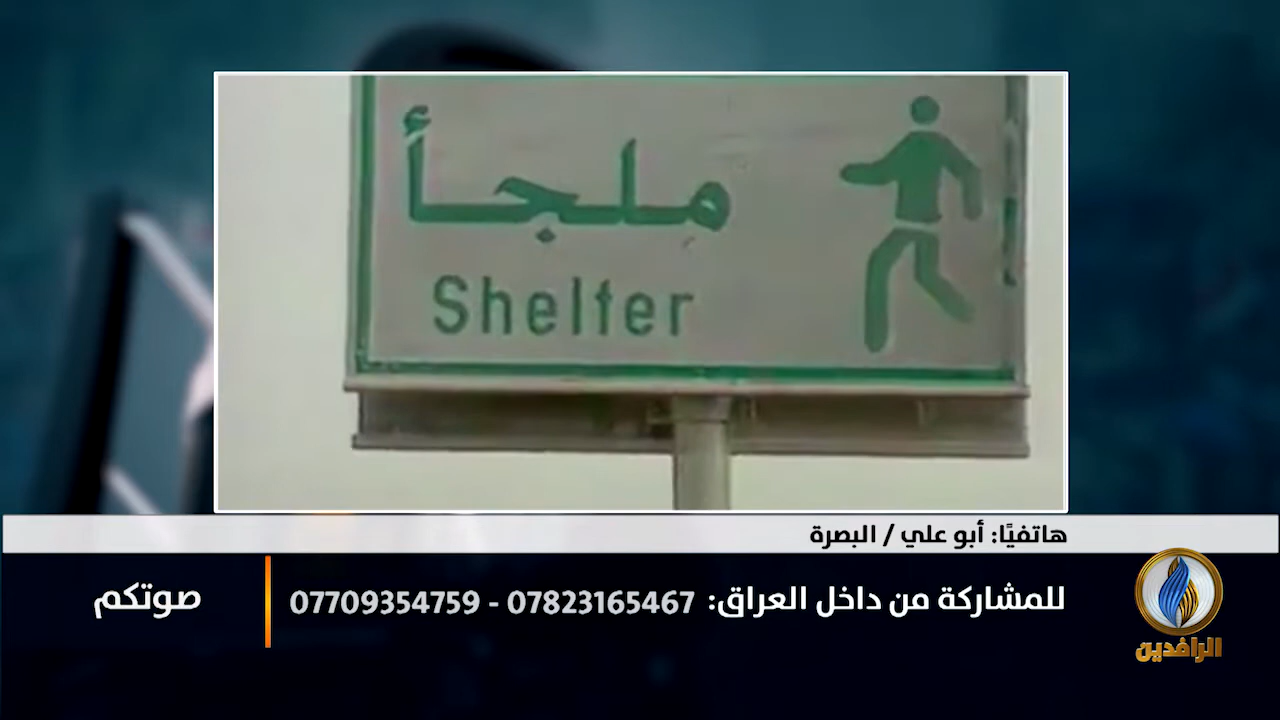 ملجأ
Shelter
هاتفيًا: أبو علي / البصرة
للمشاركة من داخل العراق: 07823165467 - 07709354759
صوتكم
الرافدين